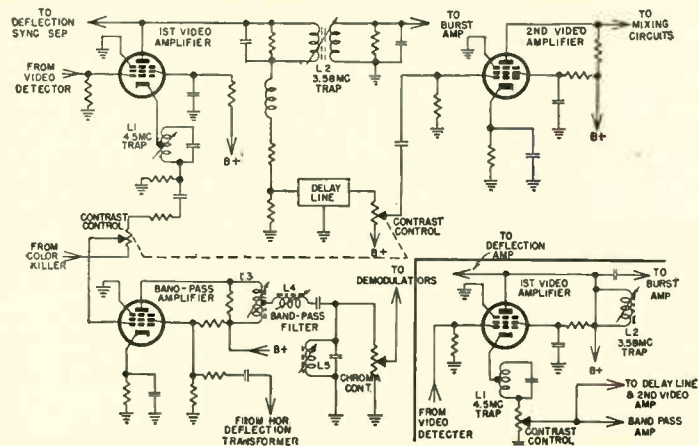 TO
DEFLECTION
SYNC SEP
1ST VIDEO
AMPLIFIER
TO
BURST
AMP
2ND VIDEO
AMPLIFIER
TO
MIXING
CIRCUITS
FROM
VIDEO
DETECTOR
L2
3.58MC
TRAP
L1
4.5MC
TRAP
B+
B+
DELAY
LINE
CONTRAST
CONTROL
B+
CONTRAST
CONTROL
FROM
COLOR
KILLER
BAND-PASS
AMPLIFIER
L3
L4
BAND-PASS
FILTER
TO
DEMODULATORS
L5
B+
CHROMA
CONT.
FROM HOR
DEFLECTION
TRANSFORMER
TO
DEFLECTION
AMP
1ST VIDEO
AMPLIFIER
TO
BURST
AMP
L2
3.58MC
TRAP
B+
L1
4.5MC
TRAP
FROM
VIDEO
DETECTER
TO DELAY LINE
& 2ND VIDEO
AMP
BAND PASS
AMP
CONTRAST
CONTROL